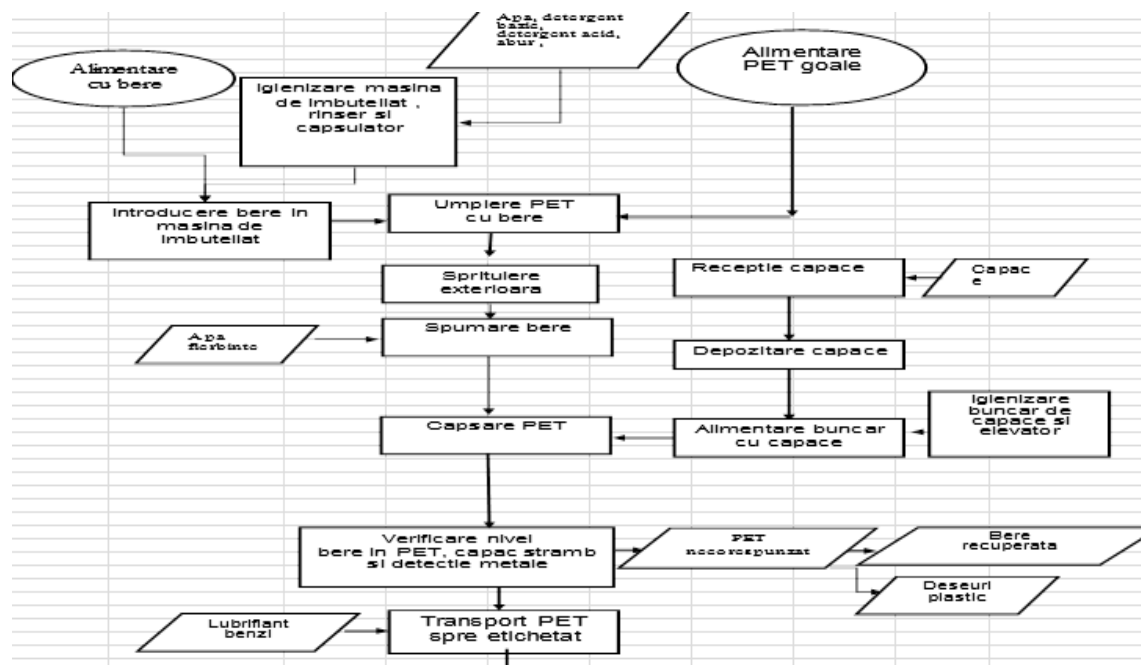 Apa, detergent
bazic,
detergent acid,
abur ,
Alimentare
PET goale
Alimentare
cu bere
Igienizare masina
de imbuteliat ,
rinser si
capsulator
Introducere bere in
masina de
imbuteliat
Umplere PET
cu bere
Sprituiere
exterioara
Receptie capace
Capac
e
Apa
fierbinte
Spumare bere
Depozitare capace
Capsare PET
Alimentare buncar
cu capace
Igienizare
buncar de
capace si
elevator
Verificare nivel
bere in PET, capac stramb
si detectie metale
PET
necorespunzat
Bere
recuperata
Deseuri
plastic
Lubrifiant
benzi
Transport PET
spre etichetat